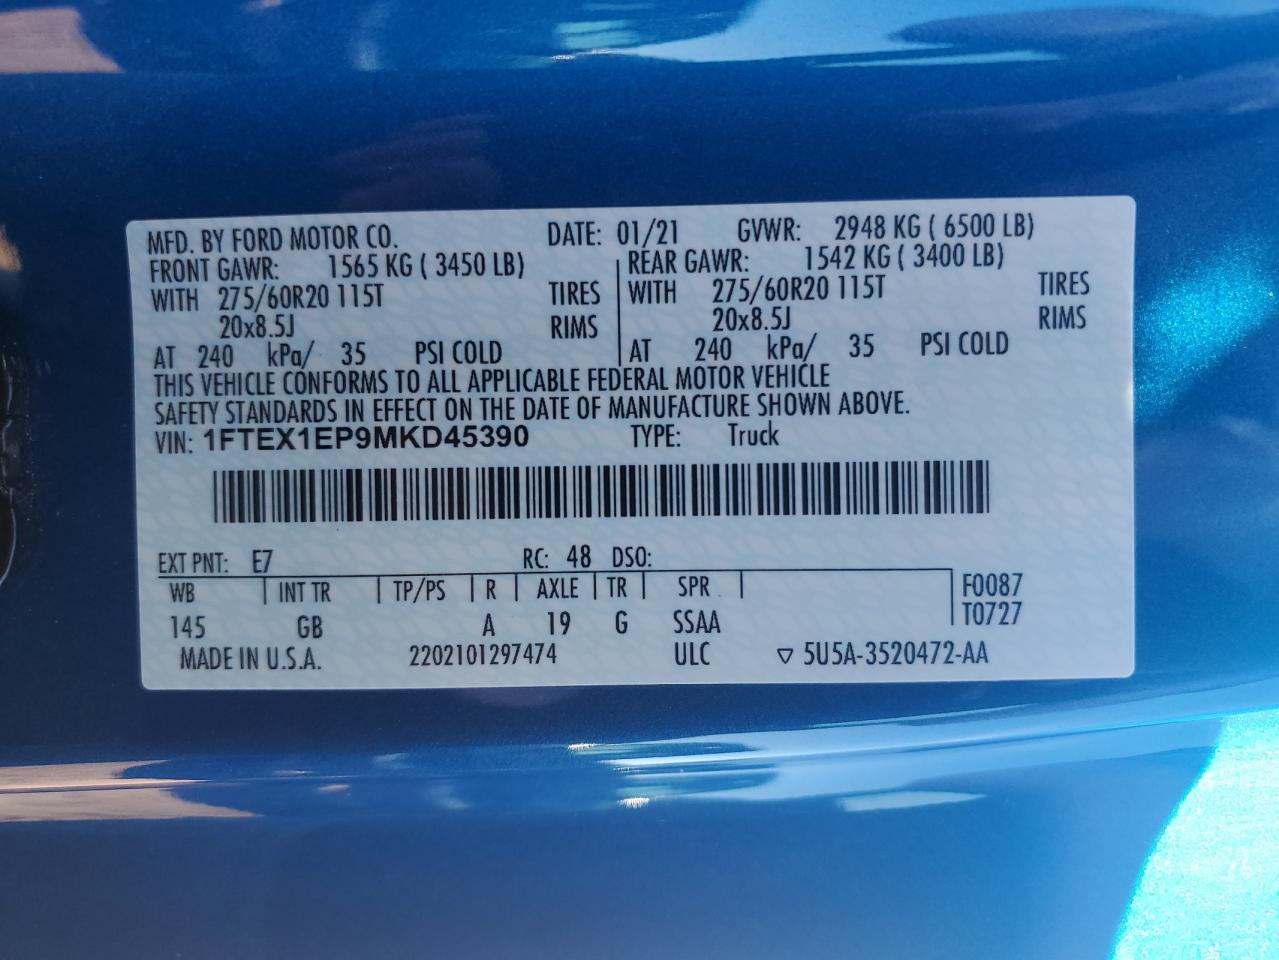 MFD. BY FORD MOTOR CO. DATE: 01/21 GVWR: 2948 KG ( 6500 LB)
FRONT GAWR: 1565 KG ( 3450 LB) REAR GAWR: 1542 KG ( 3400 LB)
WITH 275/60R20 115T TIRES WITH 275/60R20 115T TIRES
20x8.5J RIMS 20x8.5J RIMS
AT 240 kPa/ 35 PSI COLD AT 240 kPa/ 35 PSI COLD
THIS VEHICLE CONFORMS TO ALL APPLICABLE FEDERAL MOTOR VEHICLE
SAFETY STANDARDS IN EFFECT ON THE DATE OF MANUFACTURE SHOWN ABOVE.
VIN: 1FTEX1EP9MKD45390 TYPE: Truck
EXT PNT: E7 RC: 48 DSO:
WB INT TR TP/PS R AXLE TR SPR F0087
145 GB A 19 G SSAA T0727
MADE IN U.S.A. 2202101297474 ULC ▽ 5U5A-3520472-AA